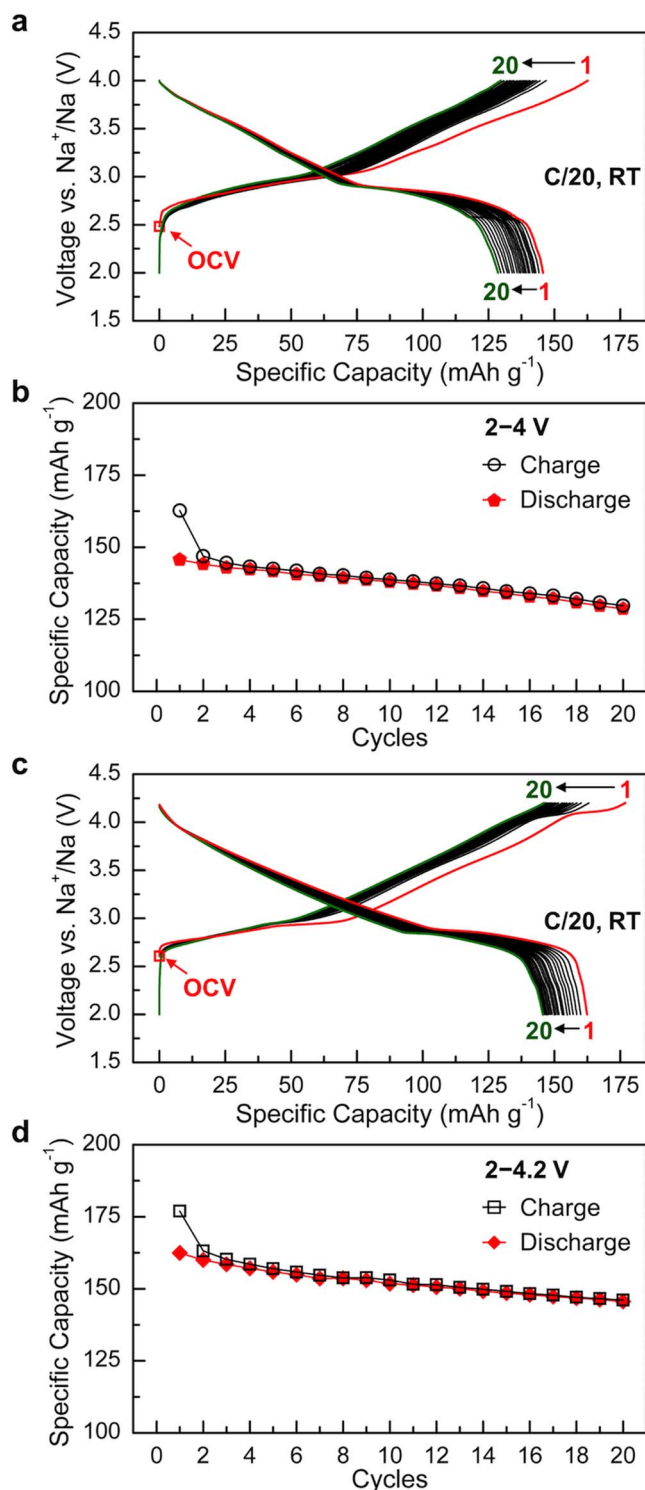 a
4.5
4.0
3.5
3.0
2.5
2.0
1.5
Voltage vs. Na⁺/Na (V)
20 ← 1
C/20, RT
OCV
20 ← 1
0 25 50 75 100 125 150 175
Specific Capacity (mAh g⁻¹)
b
200
175
150
125
100
Specific Capacity (mAh g⁻¹)
2−4 V
Charge
Discharge
0 2 4 6 8 10 12 14 16 18 20
Cycles
c
4.5
4.0
3.5
3.0
2.5
2.0
1.5
Voltage vs. Na⁺/Na (V)
20 ← 1
C/20, RT
OCV
20 ← 1
0 25 50 75 100 125 150 175
Specific Capacity (mAh g⁻¹)
d
200
175
150
125
100
Specific Capacity (mAh g⁻¹)
2−4.2 V
Charge
Discharge
0 2 4 6 8 10 12 14 16 18 20
Cycles